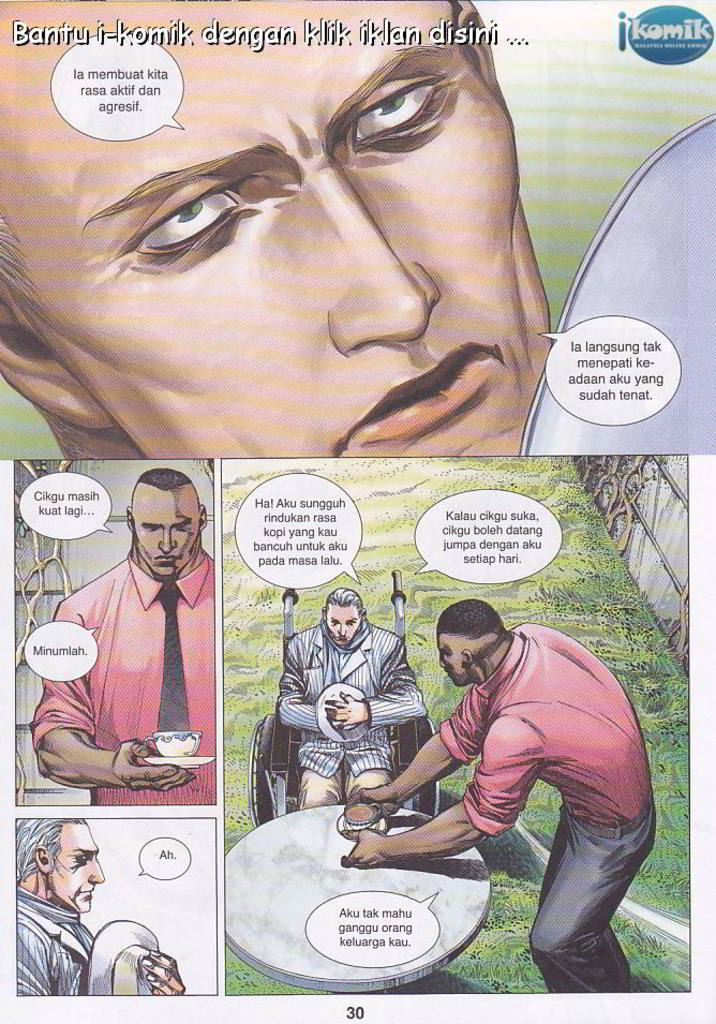 Bantu i-komik dengan klik iklan disini ...
ikomik
MALAYSIA ONLINE KOMIK
Ia membuat kita
rasa aktif dan
agresif.
Ia langsung tak
menepati ke-
adaan aku yang
sudah tenat.
Cikgu masih
kuat lagi...
Minumlah.
Ha! Aku sungguh
rindukan rasa
kopi yang kau
bancuh untuk aku
pada masa lalu.
Kalau cikgu suka,
cikgu boleh datang
jumpa dengan aku
setiap hari.
Ah.
Aku tak mahu
ganggu orang
keluarga kau.
30